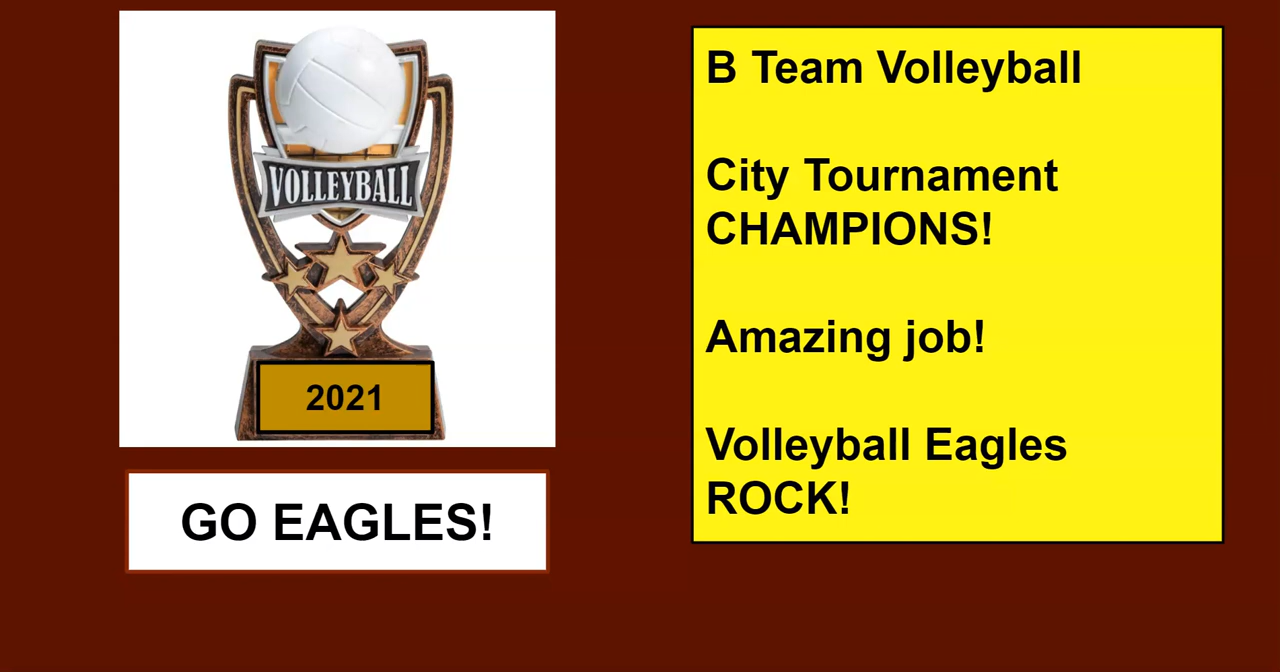 VOLLEYBALL
2021
GO EAGLES!
B Team Volleyball
City Tournament
CHAMPIONS!
Amazing job!
Volleyball Eagles
ROCK!